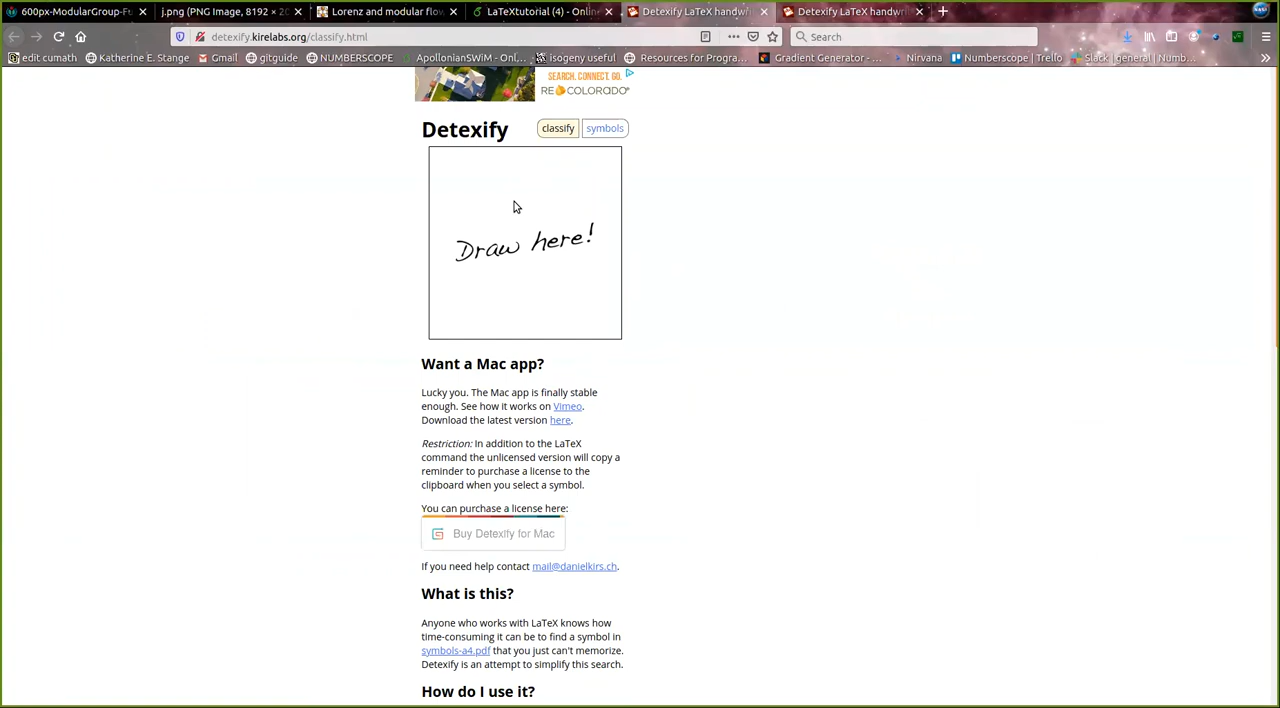 600px-ModularGroup-F
j.png (PNG Image, 8192 × 2
Lorenz and modular flow
LaTeXtutorial (4) - Online
Detexify LaTeX handwr
Detexify LaTeX handwri
detexify.kirelabs.org/classify.html
Search
edit cumath
Katherine E. Stange
Gmail
gitguide
NUMBERSCOPE
ApollonianSWiM - Onl...
isogeny useful
Resources for Progra...
Gradient Generator - ...
Nirvana
Numberscope | Trello
Slack | general | Numb...
SEARCH. CONNECT. GO.
RE COLORADO
Detexify
classify
symbols
Draw here!
Want a Mac app?
Lucky you. The Mac app is finally stable
enough. See how it works on Vimeo.
Download the latest version here.
Restriction: In addition to the LaTeX
command the unlicensed version will copy a
reminder to purchase a license to the
clipboard when you select a symbol.
You can purchase a license here:
Buy Detexify for Mac
If you need help contact mail@danielkirs.ch.
What is this?
Anyone who works with LaTeX knows how
time-consuming it can be to find a symbol in
symbols-a4.pdf that you just can't memorize.
Detexify is an attempt to simplify this search.
How do I use it?